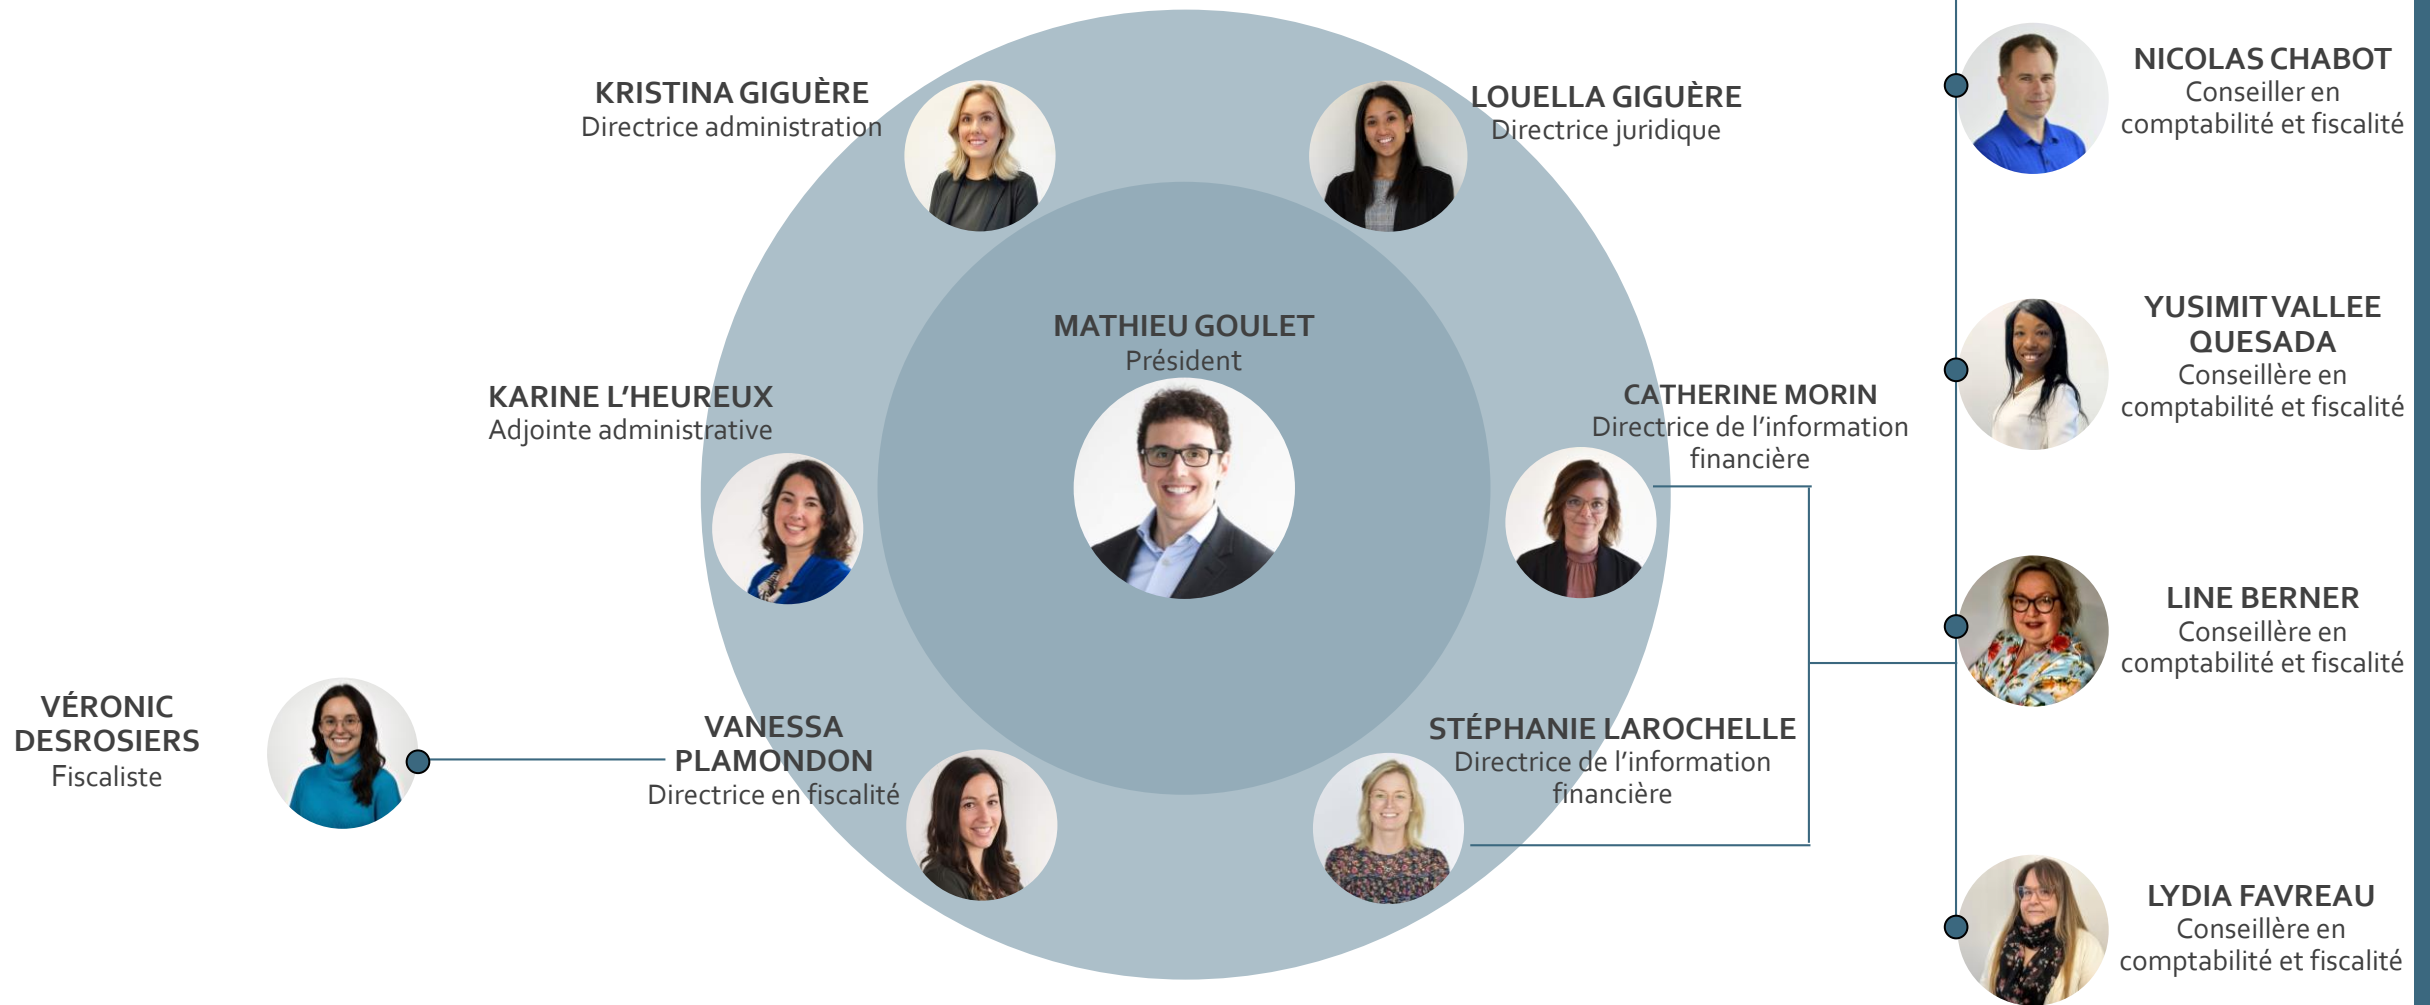 KRISTINA GIGUÈRE
Directrice administration
LOUELLA GIGUÈRE
Directrice juridique
NICOLAS CHABOT
Conseiller en
comptabilité et fiscalité
MATHIEU GOULET
Président
YUSIMIT VALLEE
QUESADA
Conseillère en
comptabilité et fiscalité
KARINE L’HEUREUX
Adjointe administrative
CATHERINE MORIN
Directrice de l’information
financière
LINE BERNER
Conseillère en
comptabilité et fiscalité
VÉRONIC
DESROSIERS
Fiscaliste
VANESSA
PLAMONDON
Directrice en fiscalité
STÉPHANIE LAROCHELLE
Directrice de l’information
financière
LYDIA FAVREAU
Conseillère en
comptabilité et fiscalité